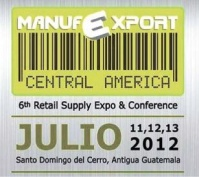 MANUFEXPORT
CENTRAL AMERICA
6th Retail Supply Expo & Conference
JULIO 11,12,13
2012
Santo Domingo del Cerro, Antigua Guatemala